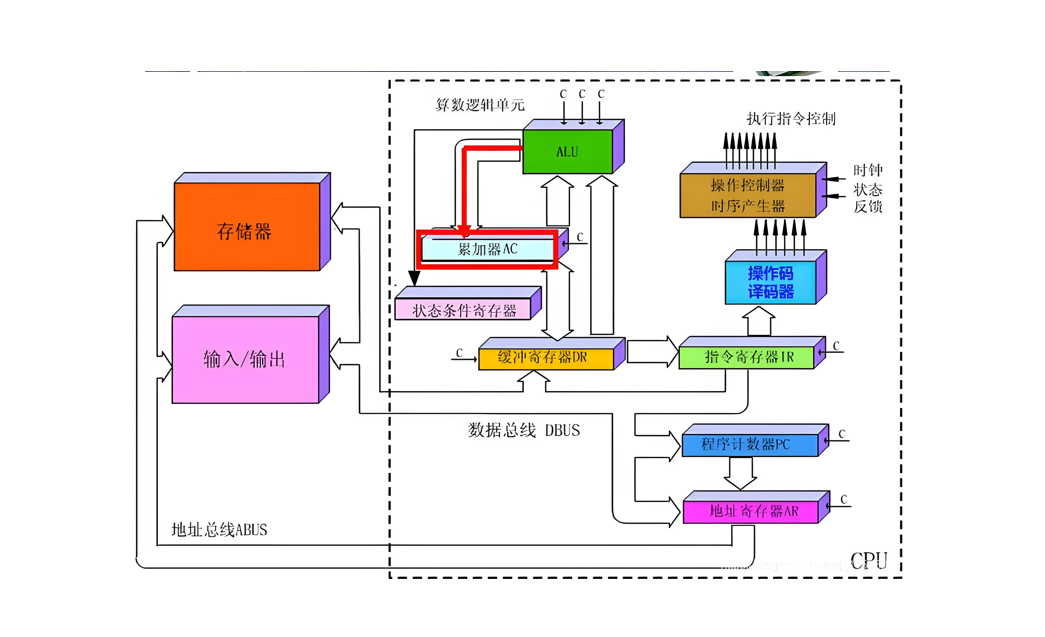 算数逻辑单元
C C C
ALU
执行指令控制
操作控制器
时序产生器
时钟
状态
反馈
存储器
累加器AC
C
操作码
译码器
状态条件寄存器
输入/输出
C
缓冲寄存器DR
指令寄存器IR
C
数据总线 DBUS
程序计数器PC
C
地址寄存器AR
C
地址总线ABUS
CPU